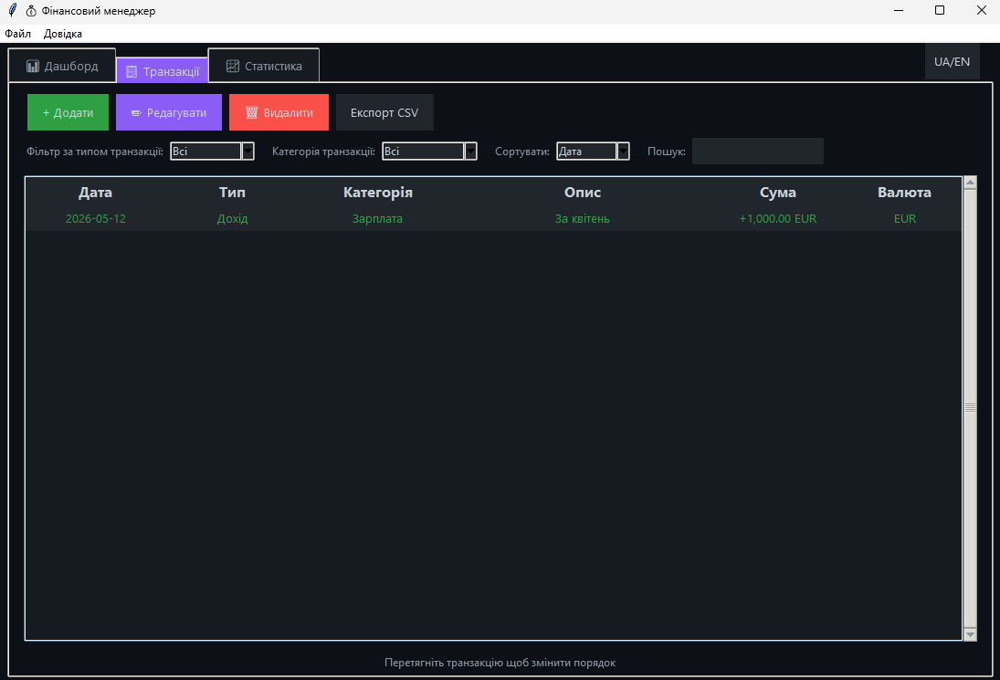 Фінансовий менеджер
Файл Довідка
Дашборд Транзакції Статистика UA/EN
+ Додати Редагувати Видалити Експорт CSV
Фільтр за типом транзакції: Всі Категорія транзакції: Всі Сортувати: Дата Пошук:
Дата Тип Категорія Опис Сума Валюта
2026-05-12 Дохід Зарплата За квітень +1,000.00 EUR EUR
Перетягніть транзакцію щоб змінити порядок